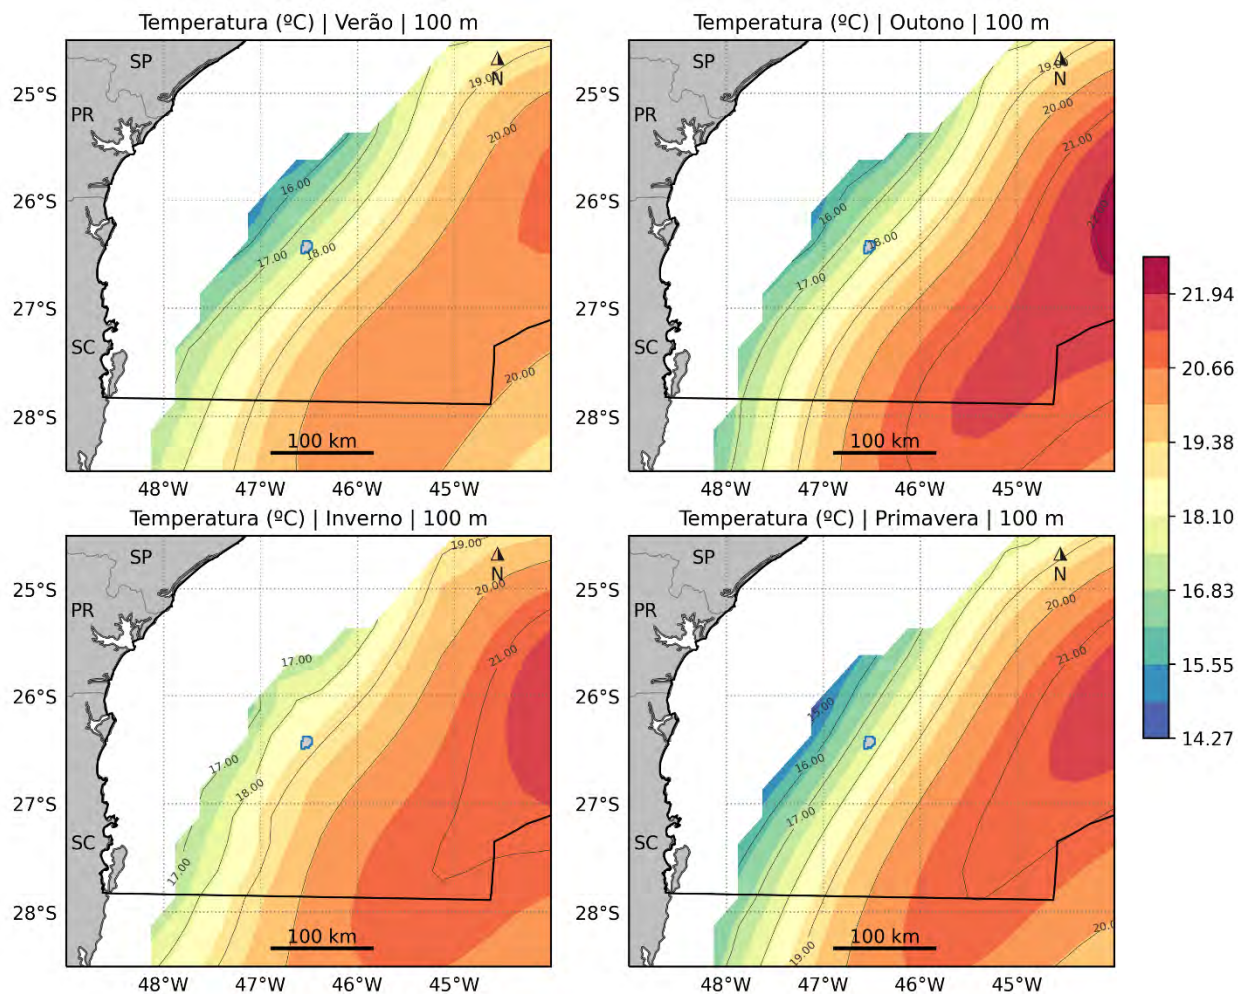 Temperatura (ºC) | Verão | 100 m
SP
N
19.00
25°S
PR
20.00
16.00
26°S
17.00
18.00
27°S
SC
20.00
28°S
100 km
48°W 47°W 46°W 45°W
Temperatura (ºC) | Outono | 100 m
SP
N
19.00
25°S
20.00
PR
21.00
16.00
26°S
18.00
17.00
27°S
SC
28°S
100 km
48°W 47°W 46°W 45°W
Temperatura (ºC) | Inverno | 100 m
19.00
SP
N
25°S
20.00
PR
21.00
17.00
26°S
17.00
18.00
27°S
SC
17.00
28°S
100 km
48°W 47°W 46°W 45°W
Temperatura (ºC) | Primavera | 100 m
SP
N
25°S
20.00
PR
21.00
26°S
15.00
16.00
17.00
27°S
SC
28°S
19.00
100 km
48°W 47°W 46°W 45°W
21.94
20.66
19.38
18.10
16.83
15.55
14.27